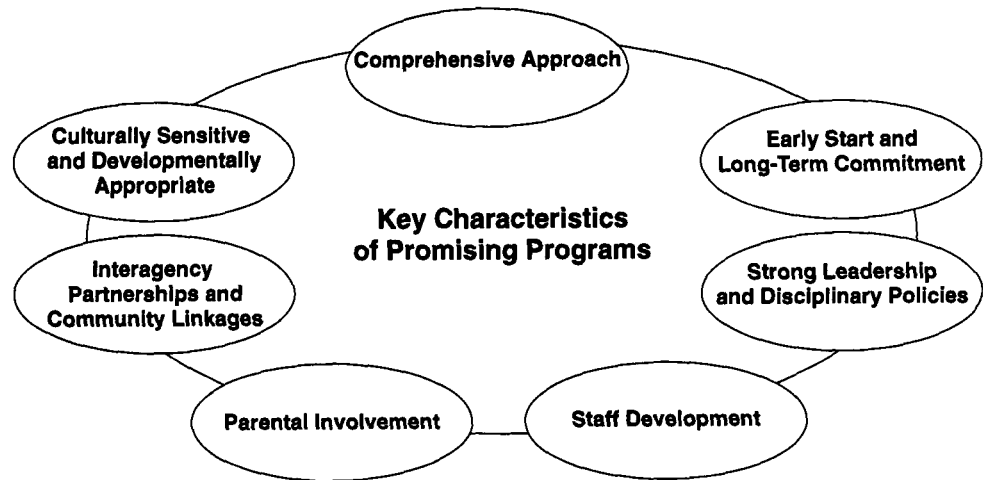 Comprehensive Approach
Early Start and
Long-Term Commitment
Strong Leadership
and Disciplinary Policies
Staff Development
Parental Involvement
Interagency
Partnerships and
Community Linkages
Culturally Sensitive
and Developmentally
Appropriate
Key Characteristics
of Promising Programs